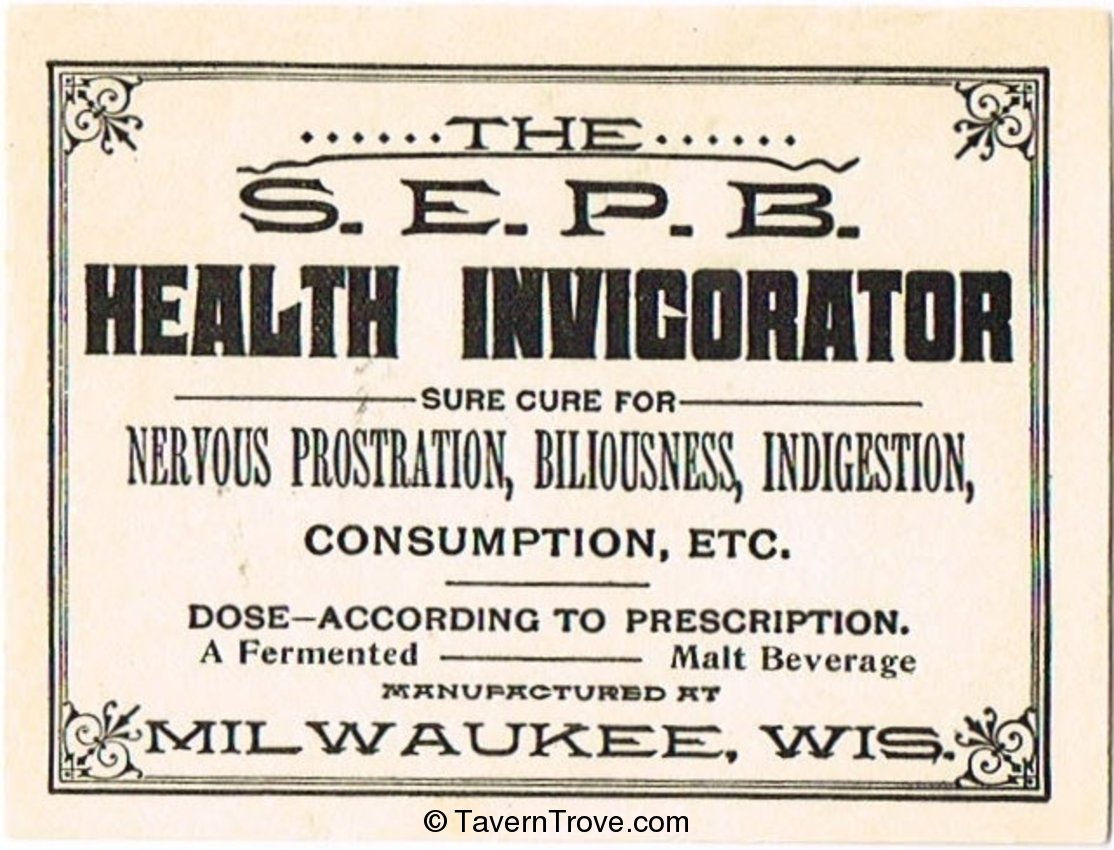 ......THE......
S. E. P. B.
HEALTH INVIGORATOR
SURE CURE FOR
NERVOUS PROSTRATION, BILIOUSNESS, INDIGESTION,
CONSUMPTION, ETC.
DOSE—ACCORDING TO PRESCRIPTION.
A Fermented — Malt Beverage
MANUFACTURED AT
MILWAUKEE, WIS.
© TavernTrove.com